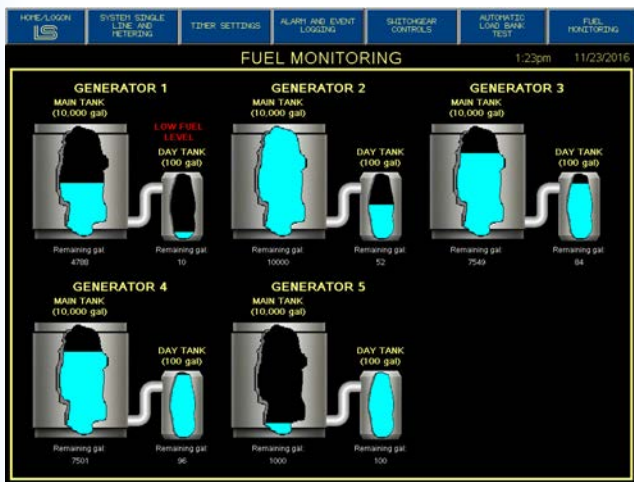 HOME/LOGON
LS
SYSTEM SINGLE
LINE AND
METERING
TIMER SETTINGS
ALARM AND EVENT
LOGGING
SWITCHGEAR
CONTROLS
AUTOMATIC
LOAD BANK
TEST
FUEL
MONITORING
FUEL MONITORING
1:23pm 11/23/2016
GENERATOR 1
MAIN TANK
(10,000 gal)
LOW FUEL
LEVEL
DAY TANK
(100 gal)
Remaining gal:
4788
Remaining gal:
10
GENERATOR 2
MAIN TANK
(10,000 gal)
DAY TANK
(100 gal)
Remaining gal:
10000
Remaining gal:
52
GENERATOR 3
MAIN TANK
(10,000 gal)
DAY TANK
(100 gal)
Remaining gal:
7549
Remaining gal:
84
GENERATOR 4
MAIN TANK
(10,000 gal)
DAY TANK
(100 gal)
Remaining gal:
7501
Remaining gal:
96
GENERATOR 5
MAIN TANK
(10,000 gal)
DAY TANK
(100 gal)
Remaining gal:
1000
Remaining gal:
100